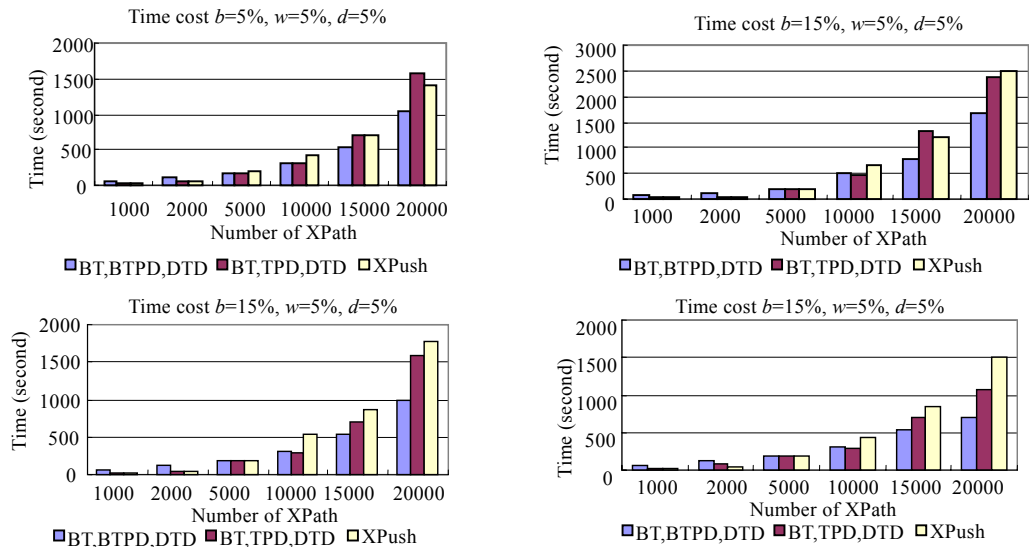 Time cost b=5%, w=5%, d=5%
2000
1500
1000
500
0
Time (second)
1000 2000 5000 10000 15000 20000
Number of XPath
BT,BTPD,DTD BT,TPD,DTD XPush
Time cost b=15%, w=5%, d=5%
3000
2500
2000
1500
1000
500
0
Time (second)
1000 2000 5000 10000 15000 20000
Number of XPath
BT,BTPD,DTD BT,TPD,DTD XPush
Time cost b=15%, w=5%, d=5%
2000
1500
1000
500
0
Time (second)
1000 2000 5000 10000 15000 20000
Number of XPath
BT,BTPD,DTD BT,TPD,DTD XPush
Time cost b=15%, w=5%, d=5%
2000
1500
1000
500
0
Time (second)
1000 2000 5000 10000 15000 20000
Number of XPath
BT,BTPD,DTD BT,TPD,DTD XPush